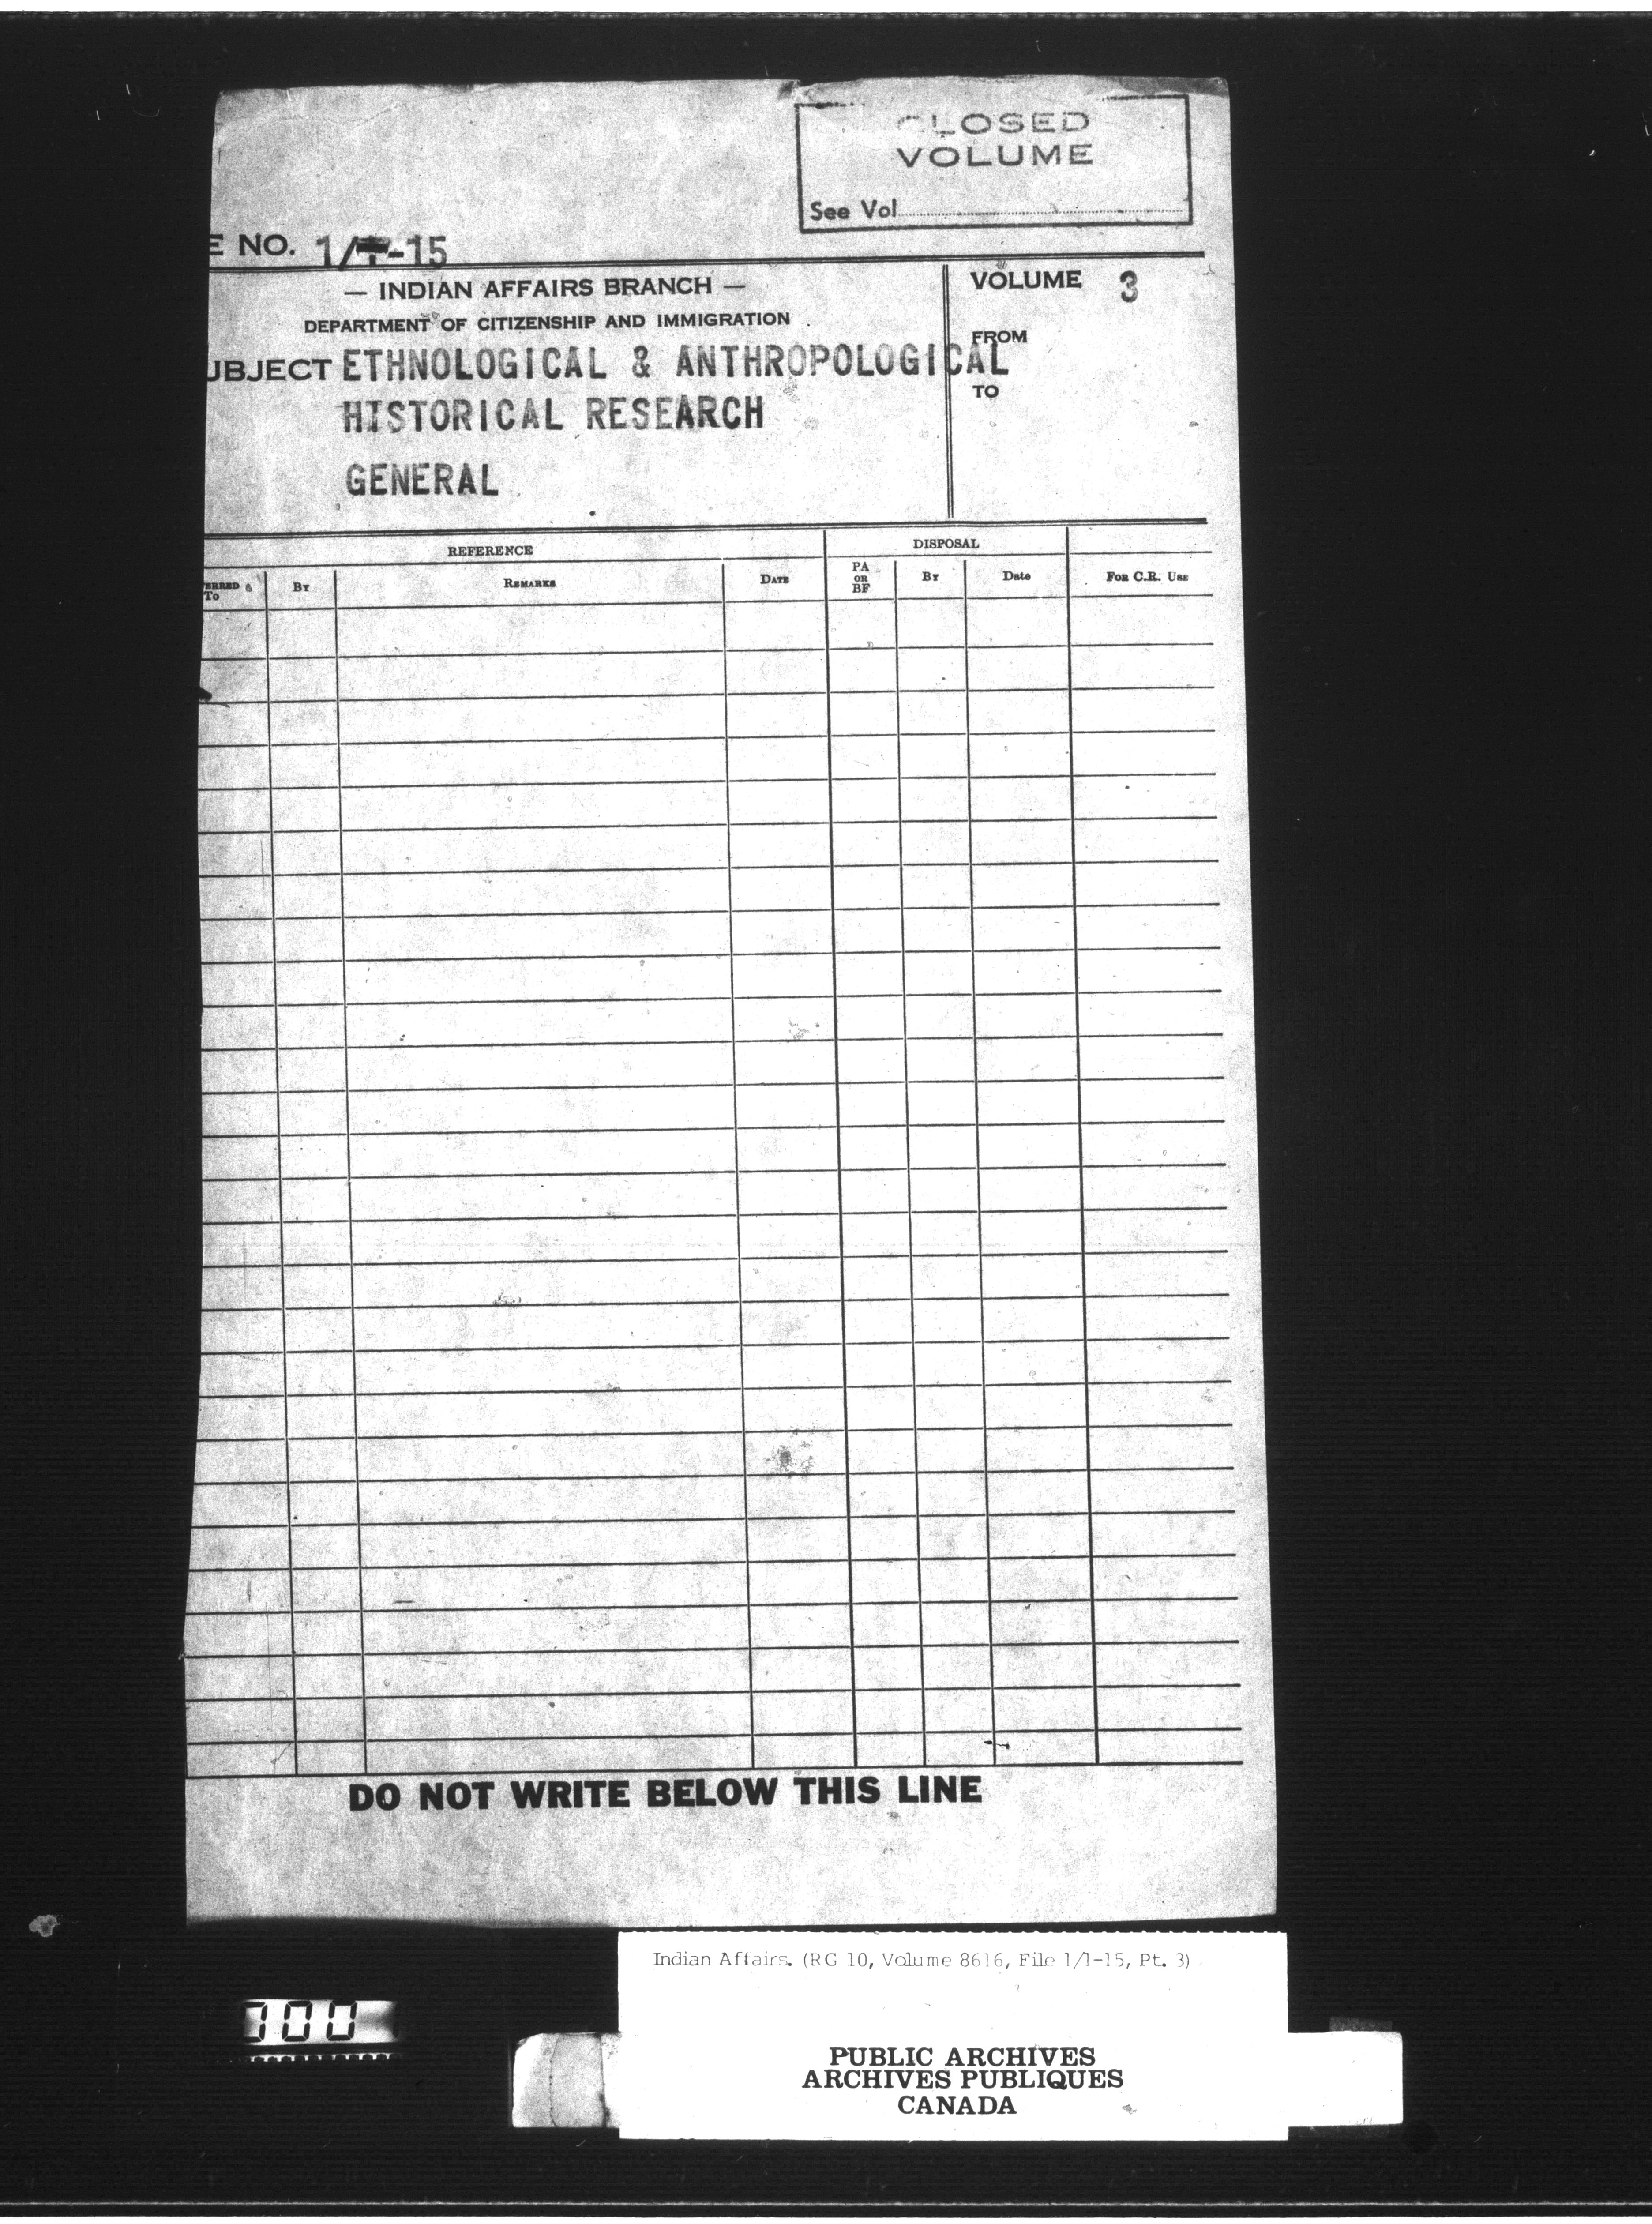 CLOSED
VOLUME
See Vol
E NO. 1/1-15
— INDIAN AFFAIRS BRANCH —
DEPARTMENT OF CITIZENSHIP AND IMMIGRATION
VOLUME 3
FROM
TO
UBJECT ETHNOLOGICAL & ANTHROPOLOGICAL
HISTORICAL RESEARCH
GENERAL
REFERENCE
DISPOSAL
ERRED
To
By
Remarks
Date
PA
OR
BF
By
Date
For C.R. Use
DO NOT WRITE BELOW THIS LINE
Indian Affairs. (RG 10, Volume 8616, File 1/1-15, Pt. 3)
PUBLIC ARCHIVES
ARCHIVES PUBLIQUES
CANADA